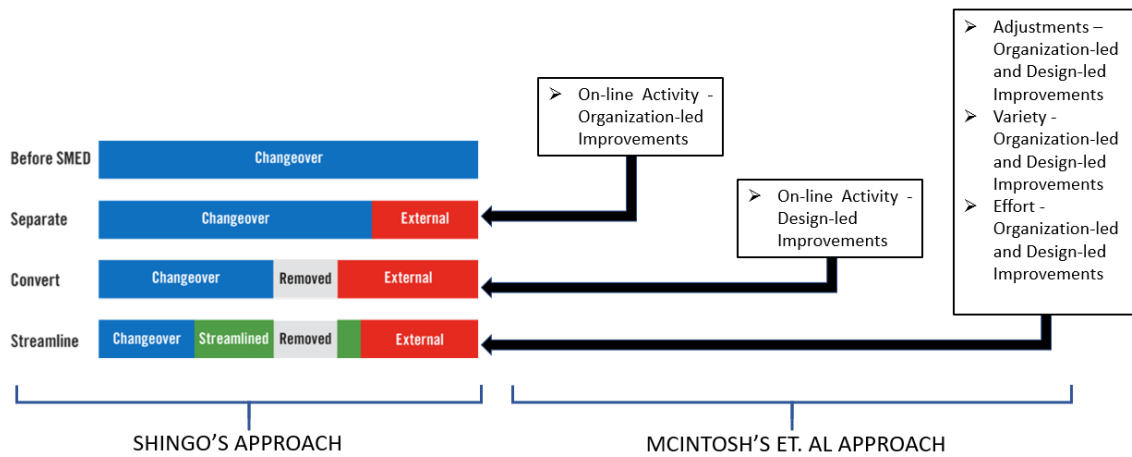 ➢ Adjustments –
Organization-led
and Design-led
Improvements
➢ Variety -
Organization-led
and Design-led
Improvements
➢ Effort -
Organization-led
and Design-led
Improvements
➢ On-line Activity -
Organization-led
Improvements
➢ On-line Activity -
Design-led
Improvements
Before SMED Changeover
Separate Changeover External
Convert Changeover Removed External
Streamline Changeover Streamlined Removed External
SHINGO'S APPROACH MCINTOSH'S ET. AL APPROACH